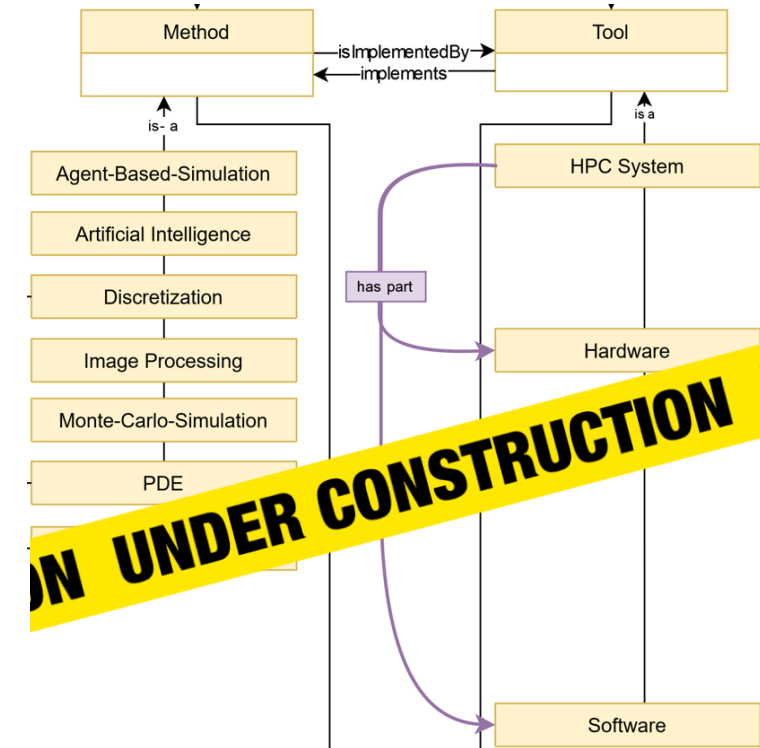 Method
Tool
isImplementedBy
implements
is- a
is a
Agent-Based-Simulation
HPC System
Artificial Intelligence
has part
Discretization
Image Processing
Hardware
Monte-Carlo-Simulation
PDE
ON UNDER CONSTRUCTION
Software